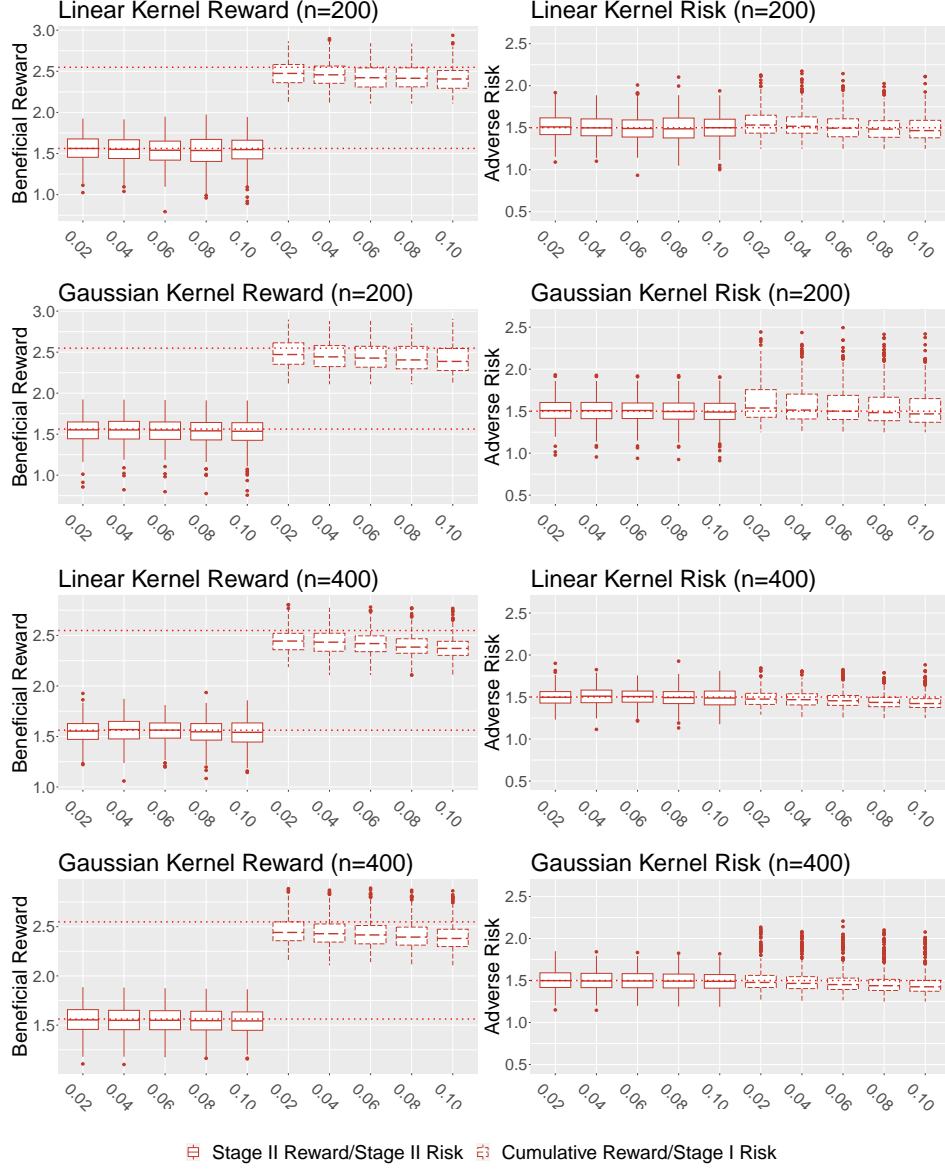 Linear Kernel Reward (n=200)
Beneficial Reward
3.0
2.5
2.0
1.5
1.0
0.02 0.04 0.06 0.08 0.10 0.02 0.04 0.06 0.08 0.10
Linear Kernel Risk (n=200)
Adverse Risk
2.5
2.0
1.5
1.0
0.5
0.02 0.04 0.06 0.08 0.10 0.02 0.04 0.06 0.08 0.10
Gaussian Kernel Reward (n=200)
Beneficial Reward
3.0
2.5
2.0
1.5
1.0
0.02 0.04 0.06 0.08 0.10 0.02 0.04 0.06 0.08 0.10
Gaussian Kernel Risk (n=200)
Adverse Risk
2.5
2.0
1.5
1.0
0.5
0.02 0.04 0.06 0.08 0.10 0.02 0.04 0.06 0.08 0.10
Linear Kernel Reward (n=400)
Beneficial Reward
2.5
2.0
1.5
1.0
0.02 0.04 0.06 0.08 0.10 0.02 0.04 0.06 0.08 0.10
Linear Kernel Risk (n=400)
Adverse Risk
2.5
2.0
1.5
1.0
0.5
0.02 0.04 0.06 0.08 0.10 0.02 0.04 0.06 0.08 0.10
Gaussian Kernel Reward (n=400)
Beneficial Reward
2.5
2.0
1.5
0.02 0.04 0.06 0.08 0.10 0.02 0.04 0.06 0.08 0.10
Gaussian Kernel Risk (n=400)
Adverse Risk
2.5
2.0
1.5
1.0
0.5
0.02 0.04 0.06 0.08 0.10 0.02 0.04 0.06 0.08 0.10
Stage II Reward/Stage II Risk Cumulative Reward/Stage I Risk